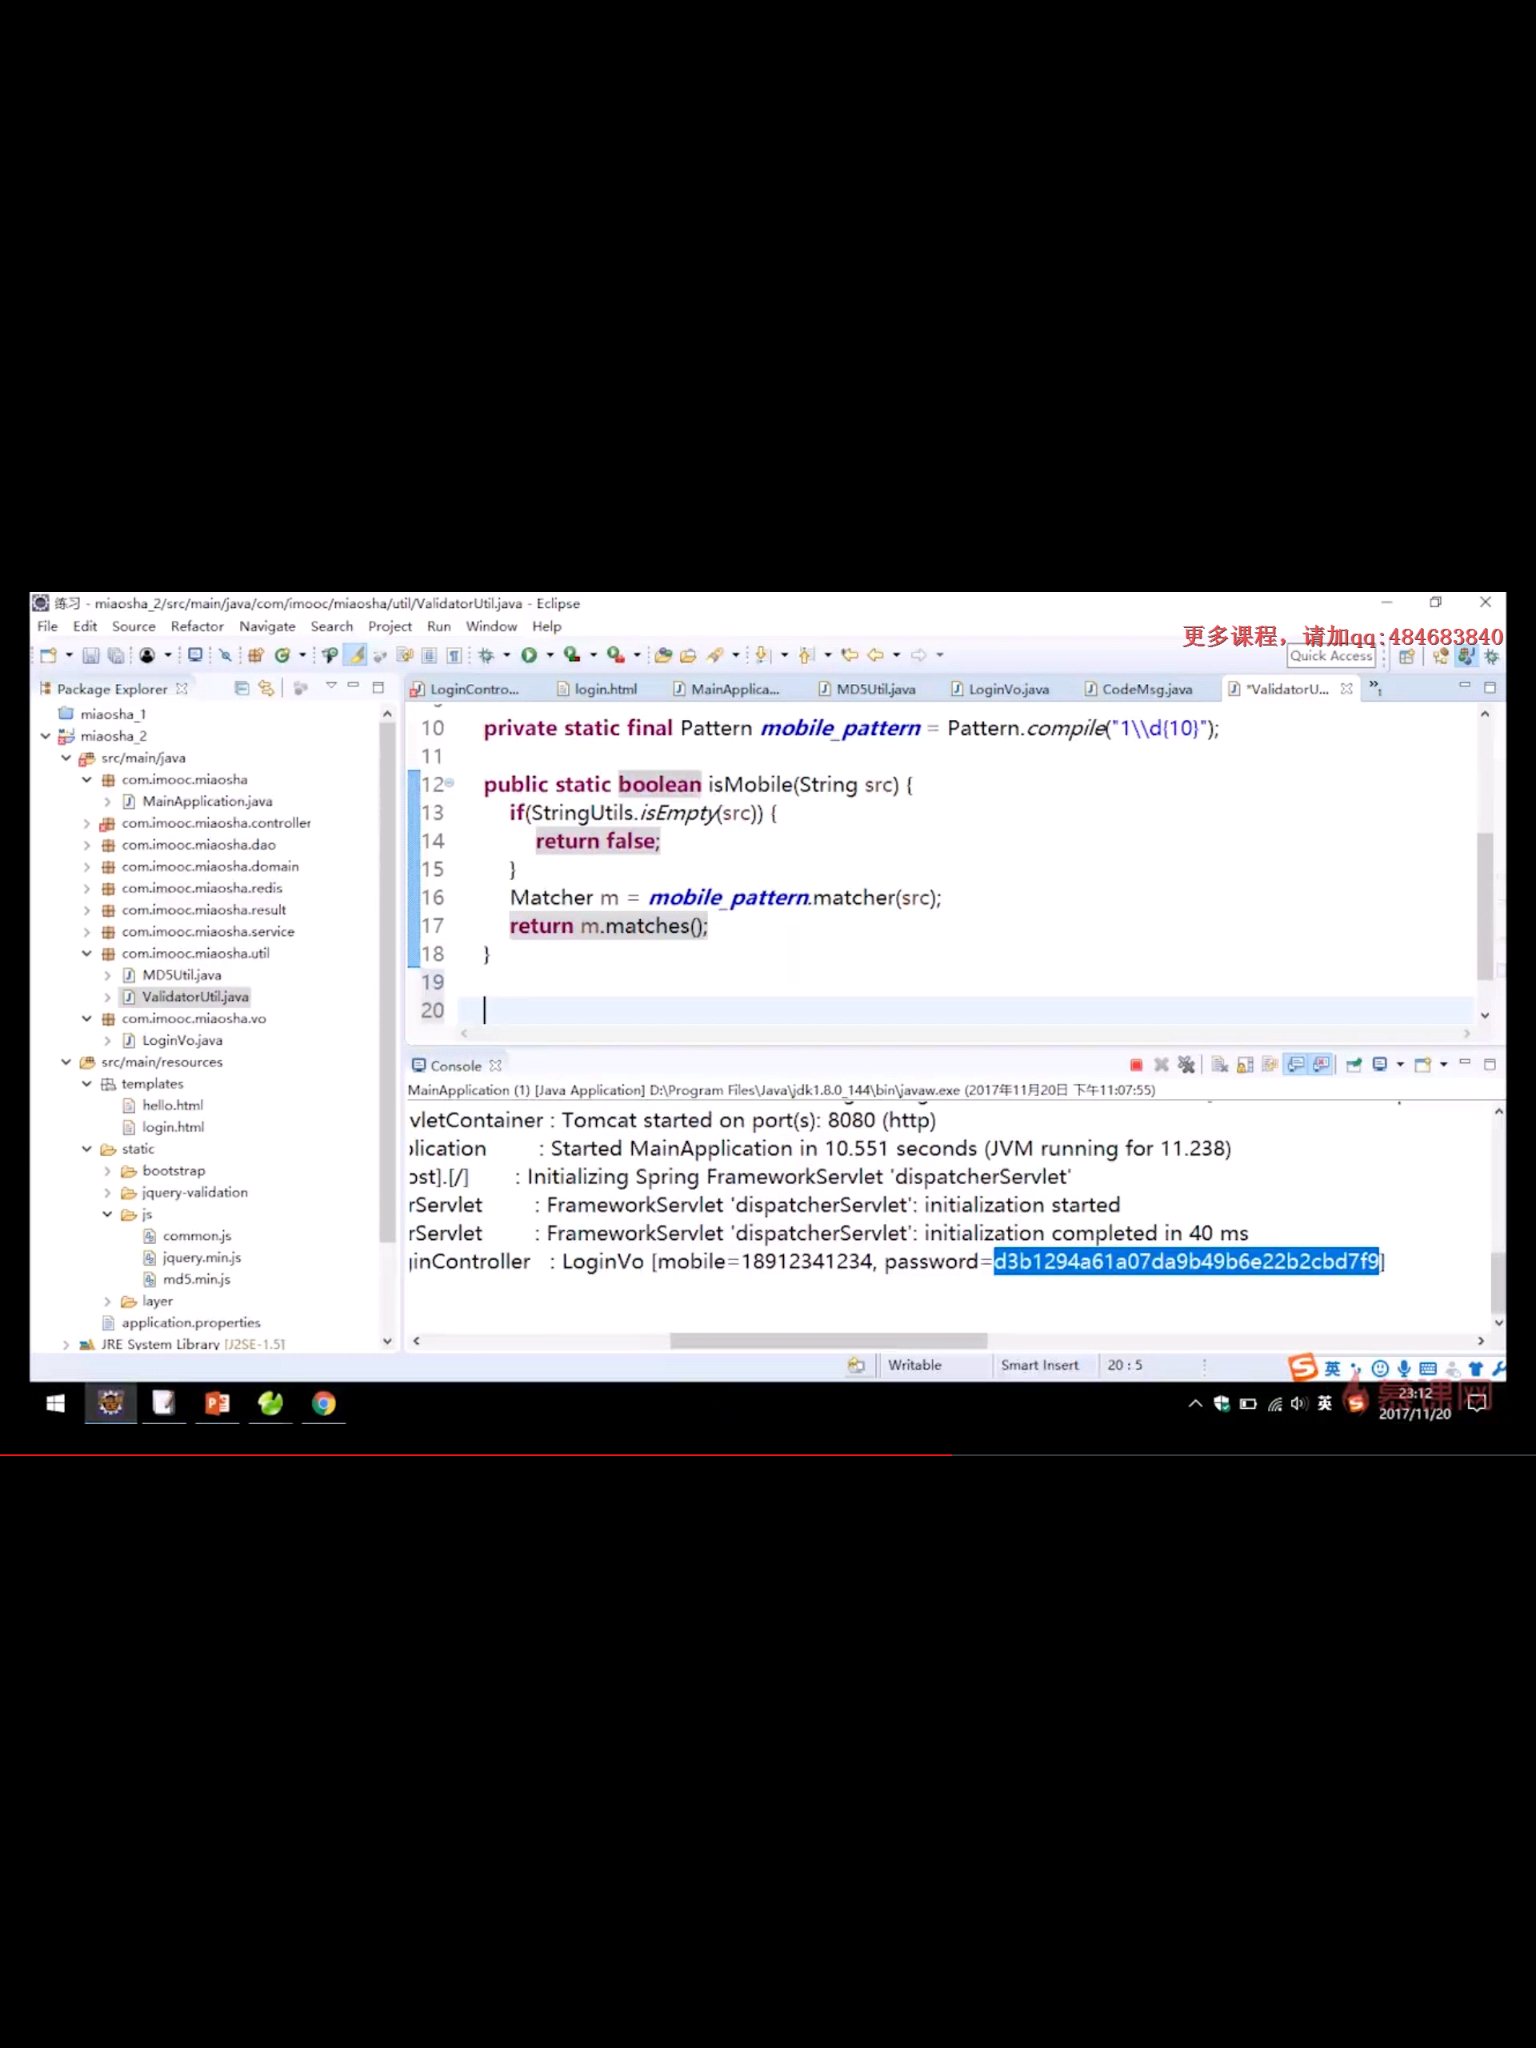 练习 - miaosha_2/src/main/java/com/imooc/miaosha/util/ValidatorUtil.java - Eclipse
File Edit Source Refactor Navigate Search Project Run Window Help
更多课程，请加qq:484683840
Quick Access
Package Explorer
miaosha_1
miaosha_2
src/main/java
com.imooc.miaosha
MainApplication.java
com.imooc.miaosha.controller
com.imooc.miaosha.dao
com.imooc.miaosha.domain
com.imooc.miaosha.redis
com.imooc.miaosha.result
com.imooc.miaosha.service
com.imooc.miaosha.util
MD5Util.java
ValidatorUtil.java
com.imooc.miaosha.vo
LoginVo.java
src/main/resources
templates
hello.html
login.html
static
bootstrap
jquery-validation
js
common.js
jquery.min.js
md5.min.js
layer
application.properties
JRE System Library [J2SE-1.5]
LoginContro... login.html MainApplica... MD5Util.java LoginVo.java CodeMsg.java *ValidatorU... »1
10 private static final Pattern mobile_pattern = Pattern.compile("1\\d{10}");
11
12 public static boolean isMobile(String src) {
13 if(StringUtils.isEmpty(src)) {
14 return false;
15 }
16 Matcher m = mobile_pattern.matcher(src);
17 return m.matches();
18 }
19
20
Console
MainApplication (1) [Java Application] D:\Program Files\Java\jdk1.8.0_144\bin\javaw.exe (2017年11月20日 下午11:07:55)
vletContainer : Tomcat started on port(s): 8080 (http)
plication : Started MainApplication in 10.551 seconds (JVM running for 11.238)
ost].[/] : Initializing Spring FrameworkServlet 'dispatcherServlet'
rServlet : FrameworkServlet 'dispatcherServlet': initialization started
rServlet : FrameworkServlet 'dispatcherServlet': initialization completed in 40 ms
ginController : LoginVo [mobile=18912341234, password=d3b1294a61a07da9b49b6e22b2cbd7f9]
Writable Smart Insert 20 : 5
英
英
慕课网
23:12
2017/11/20